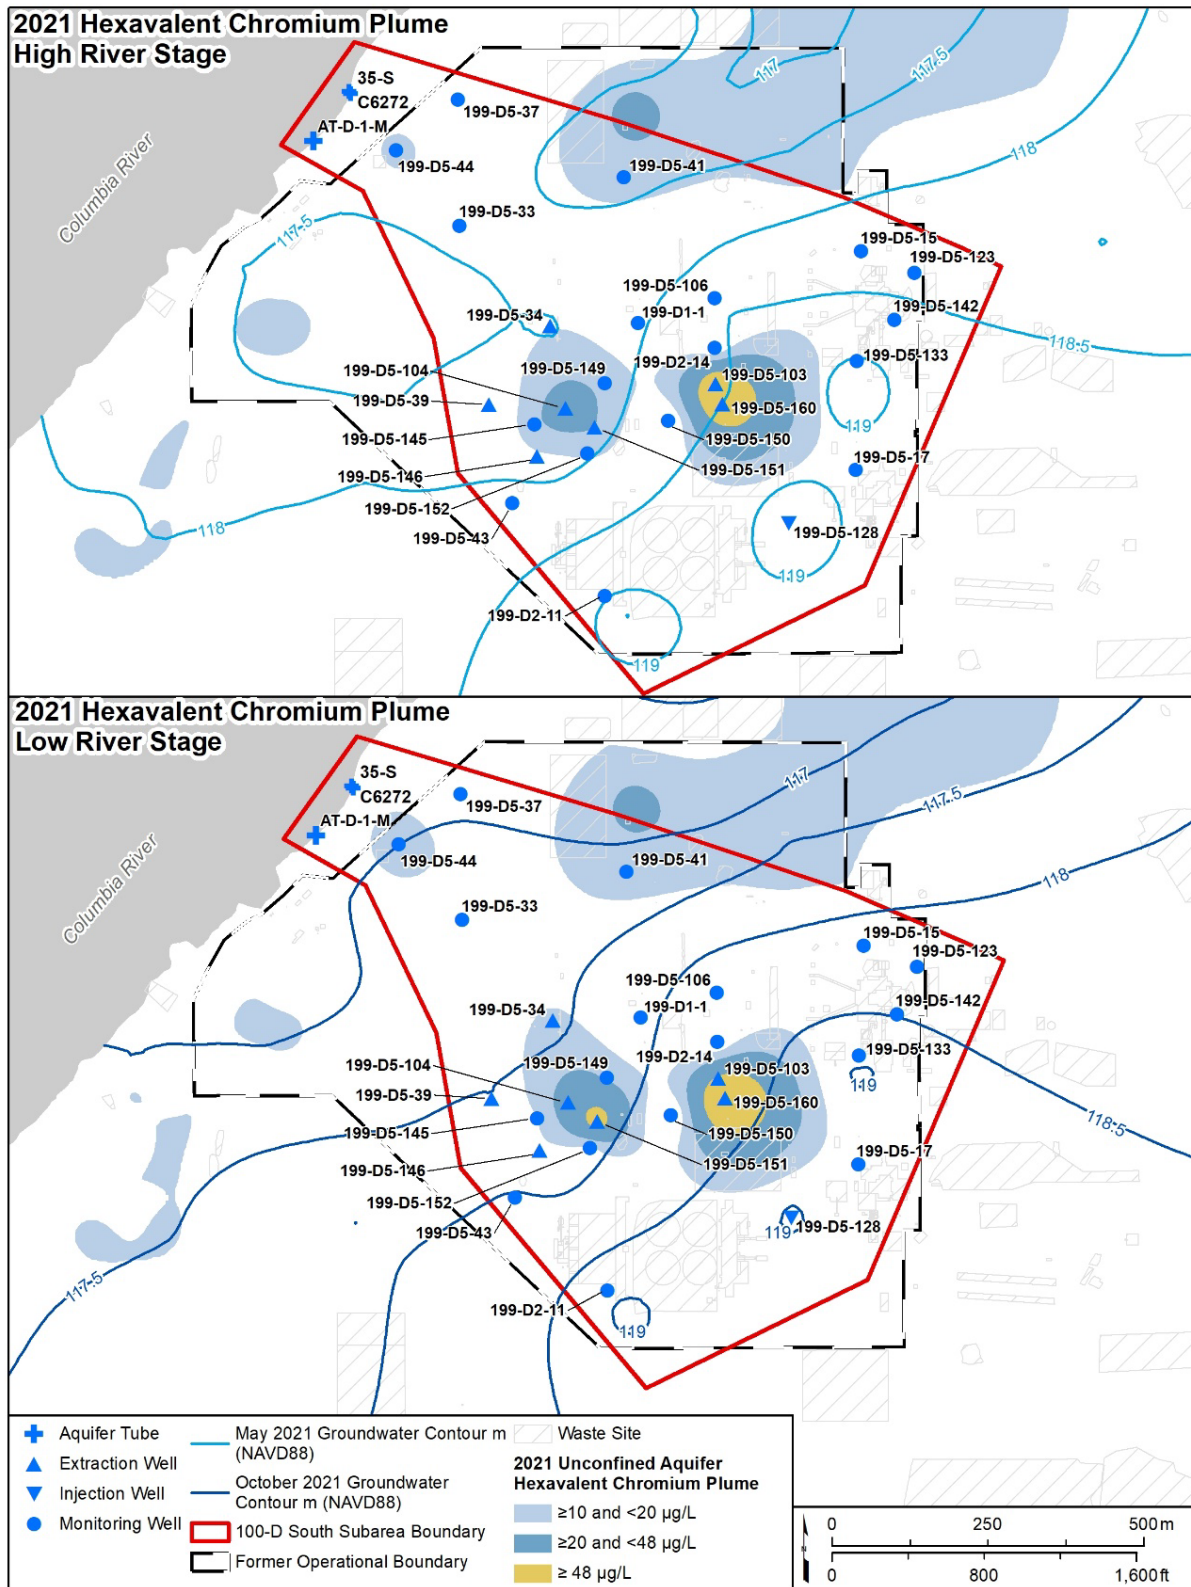 2021 Hexavalent Chromium Plume
High River Stage
117
117.5
35-S
C6272
199-D5-37
AT-D-1-M
118
199-D5-44
199-D5-41
Columbia River
199-D5-33
117.5
199-D5-15
199-D5-123
199-D5-106
199-D5-34
199-D1-1
199-D5-142
118.5
199-D5-104
199-D5-149
199-D2-14
199-D5-133
199-D5-103
199-D5-39
199-D5-160
119
199-D5-145
199-D5-150
199-D5-17
199-D5-146
199-D5-151
199-D5-152
118
199-D5-43
199-D5-128
119
199-D2-11
119
2021 Hexavalent Chromium Plume
Low River Stage
35-S
C6272
117
199-D5-37
117.5
AT-D-1-M
199-D5-44
199-D5-41
118
Columbia River
199-D5-33
199-D5-15
199-D5-123
199-D5-106
199-D5-34
199-D1-1
199-D5-142
199-D5-104
199-D5-149
199-D2-14
199-D5-133
199-D5-103
119
199-D5-39
199-D5-160
118.5
199-D5-145
199-D5-150
199-D5-17
199-D5-146
199-D5-151
199-D5-152
199-D5-43
119
199-D5-128
117.5
199-D2-11
119
Aquifer Tube
Extraction Well
Injection Well
Monitoring Well
May 2021 Groundwater Contour m
(NAVD88)
October 2021 Groundwater
Contour m (NAVD88)
100-D South Subarea Boundary
Former Operational Boundary
Waste Site
2021 Unconfined Aquifer
Hexavalent Chromium Plume
≥10 and <20 µg/L
≥20 and <48 µg/L
≥ 48 µg/L
0 250 500 m
0 800 1,600 ft